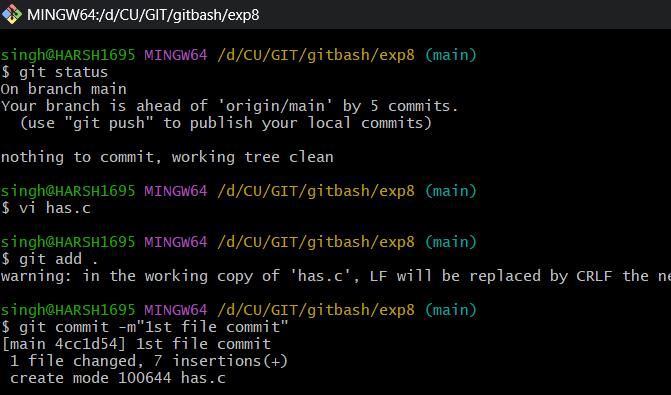 MINGW64:/d/CU/GIT/gitbash/exp8
singh@HARSH1695 MINGW64 /d/CU/GIT/gitbash/exp8 (main)
$ git status
On branch main
Your branch is ahead of 'origin/main' by 5 commits.
  (use "git push" to publish your local commits)

nothing to commit, working tree clean

singh@HARSH1695 MINGW64 /d/CU/GIT/gitbash/exp8 (main)
$ vi has.c

singh@HARSH1695 MINGW64 /d/CU/GIT/gitbash/exp8 (main)
$ git add .
warning: in the working copy of 'has.c', LF will be replaced by CRLF the

singh@HARSH1695 MINGW64 /d/CU/GIT/gitbash/exp8 (main)
$ git commit -m"1st file commit"
[main 4cc1d54] 1st file commit
 1 file changed, 7 insertions(+)
 create mode 100644 has.c